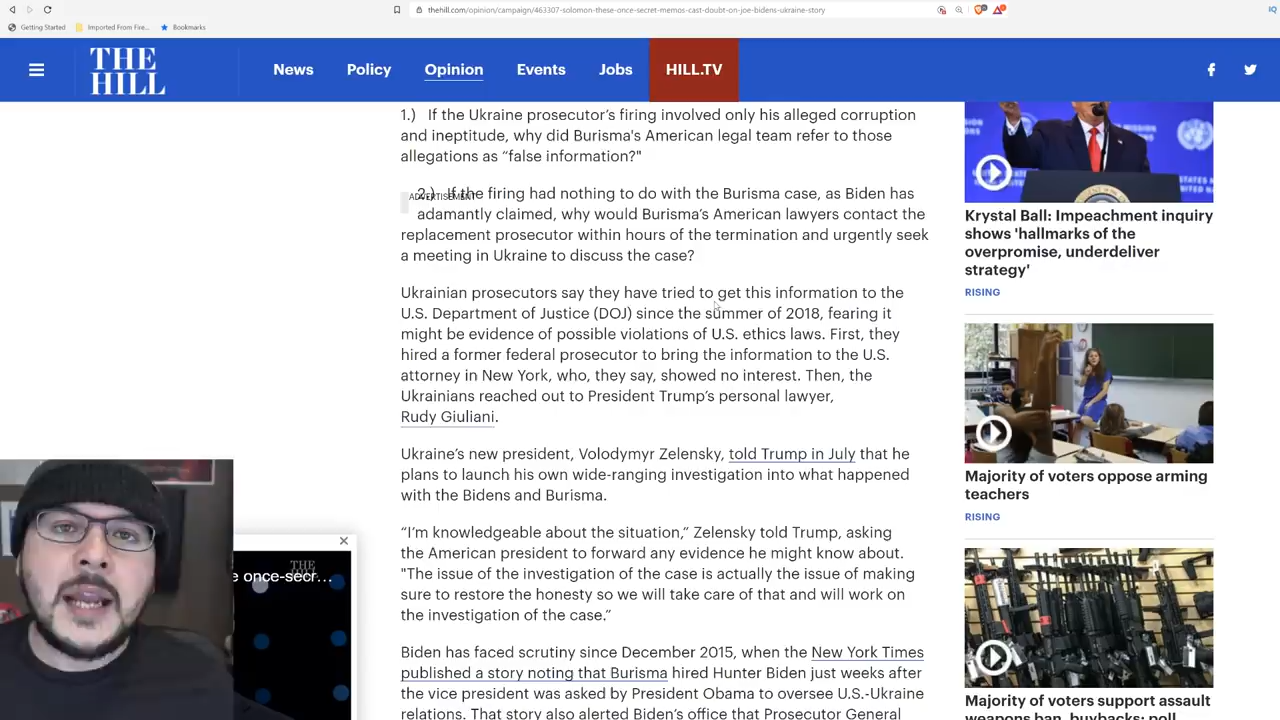 thehill.com/opinion/campaign/463307-solomon-these-once-secret-memos-cast-doubt-on-joe-bidens-ukraine-story
Getting Started
Imported From Fire...
Bookmarks
THE
HILL
News
Policy
Opinion
Events
Jobs
HILL.TV
1.) If the Ukraine prosecutor's firing involved only his alleged corruption
and ineptitude, why did Burisma's American legal team refer to those
allegations as “false information?"
ADVERTISEMENT
2.) If the firing had nothing to do with the Burisma case, as Biden has
adamantly claimed, why would Burisma's American lawyers contact the
replacement prosecutor within hours of the termination and urgently seek
a meeting in Ukraine to discuss the case?
Ukrainian prosecutors say they have tried to get this information to the
U.S. Department of Justice (DOJ) since the summer of 2018, fearing it
might be evidence of possible violations of U.S. ethics laws. First, they
hired a former federal prosecutor to bring the information to the U.S.
attorney in New York, who, they say, showed no interest. Then, the
Ukrainians reached out to President Trump's personal lawyer,
Rudy Giuliani.
Ukraine's new president, Volodymyr Zelensky, told Trump in July that he
plans to launch his own wide-ranging investigation into what happened
with the Bidens and Burisma.
“I'm knowledgeable about the situation,” Zelensky told Trump, asking
the American president to forward any evidence he might know about.
"The issue of the investigation of the case is actually the issue of making
sure to restore the honesty so we will take care of that and will work on
the investigation of the case.”
Biden has faced scrutiny since December 2015, when the New York Times
published a story noting that Burisma hired Hunter Biden just weeks after
the vice president was asked by President Obama to oversee U.S.-Ukraine
relations. That story also alerted Biden's office that Prosecutor General
Krystal Ball: Impeachment inquiry
shows 'hallmarks of the
overpromise, underdeliver
strategy'
RISING
Majority of voters oppose arming
teachers
RISING
Majority of voters support assault
weapons ban, buybacks: poll
THE
HILL
e once-secr...